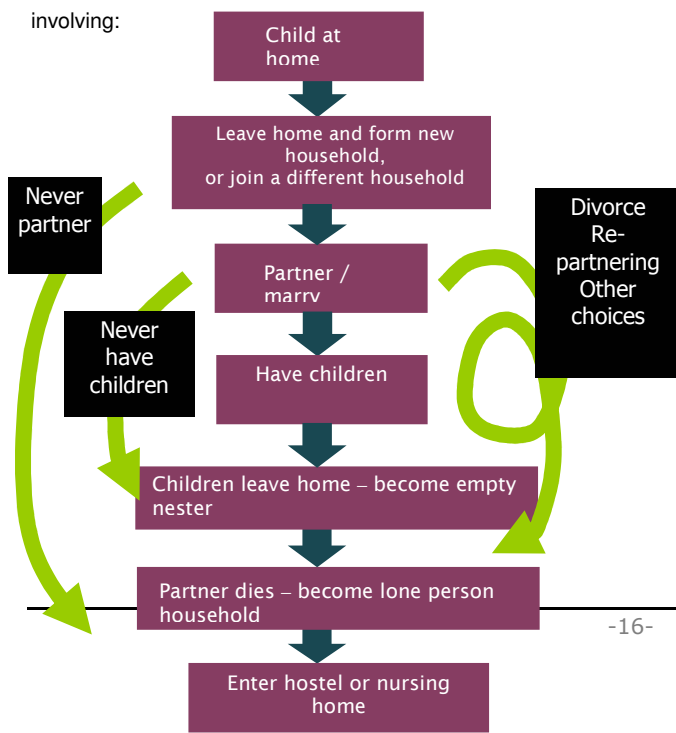 involving:
Child at
home
Leave home and form new
household,
or join a different household
Never
partner
Divorce
Re-
partnering
Other
choices
Partner /
marry
Never
have
children
Have children
Children leave home – become empty
nester
Partner dies – become lone person
household
-16-
Enter hostel or nursing
home